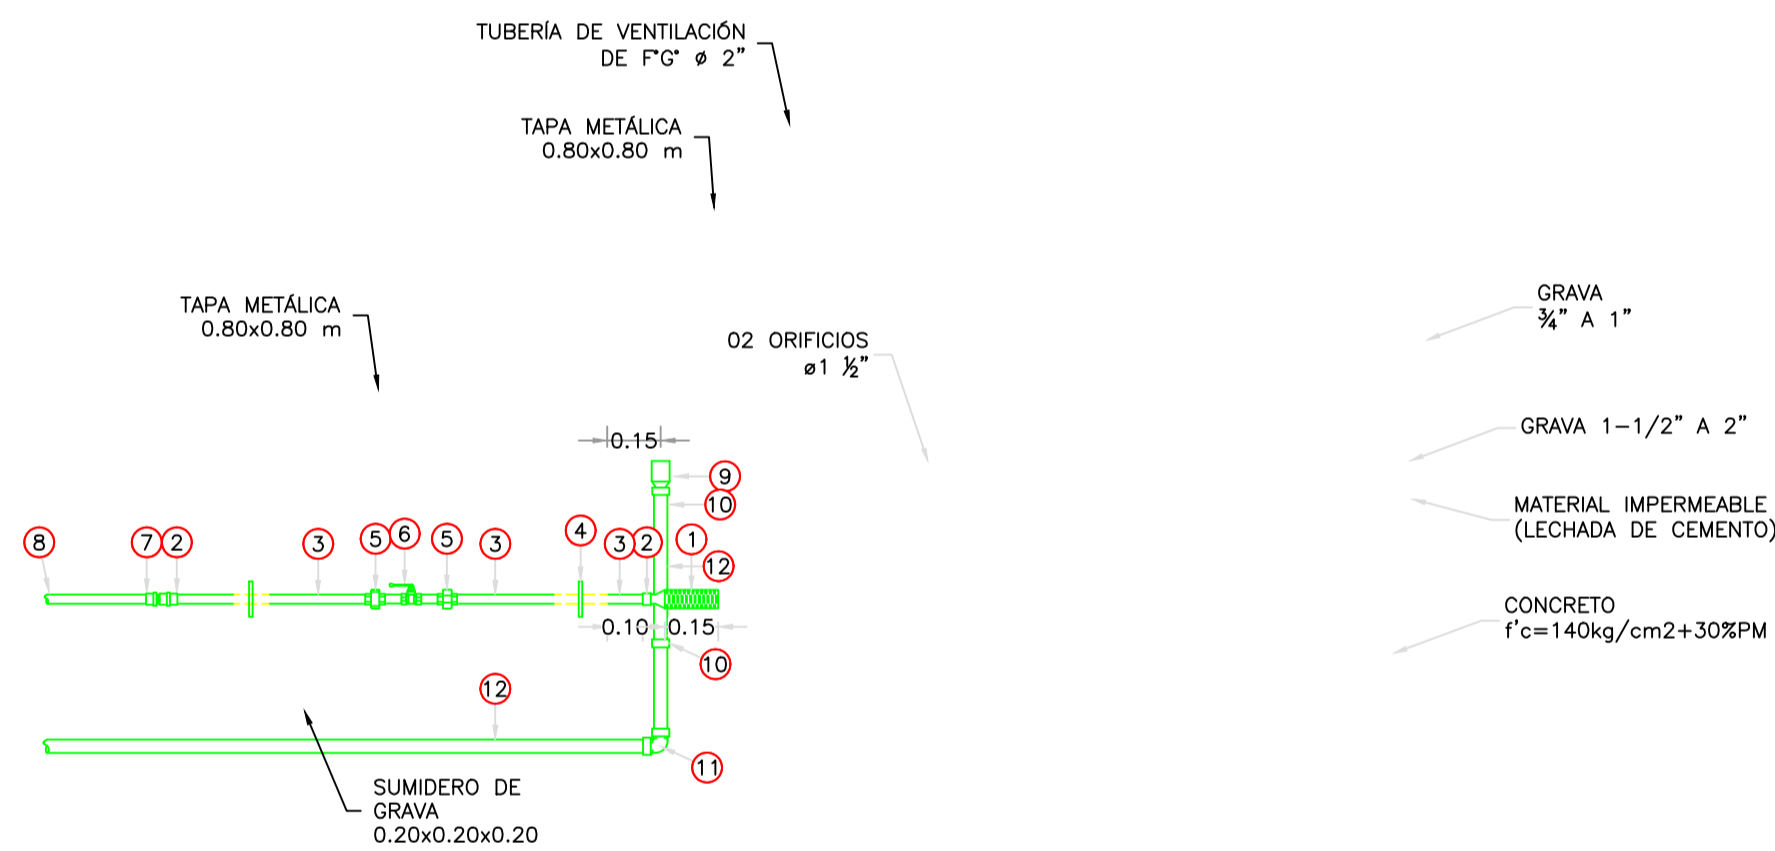 TUBERÍA DE VENTILACIÓN
DE F°G° ø 2”
TAPA METÁLICA
0.80x0.80 m
TAPA METÁLICA
0.80x0.80 m
02 ORIFICIOS
ø1 ½”
GRAVA
¾” A 1”
GRAVA 1-1/2” A 2”
MATERIAL IMPERMEABLE
(LECHADA DE CEMENTO)
CONCRETO
f'c=140kg/cm2+30%PM
0.15
9
10
8
7
2
3
5
6
5
3
4
3
2
1
12
0.10
0.15
10
12
11
SUMIDERO DE
GRAVA
0.20x0.20x0.20